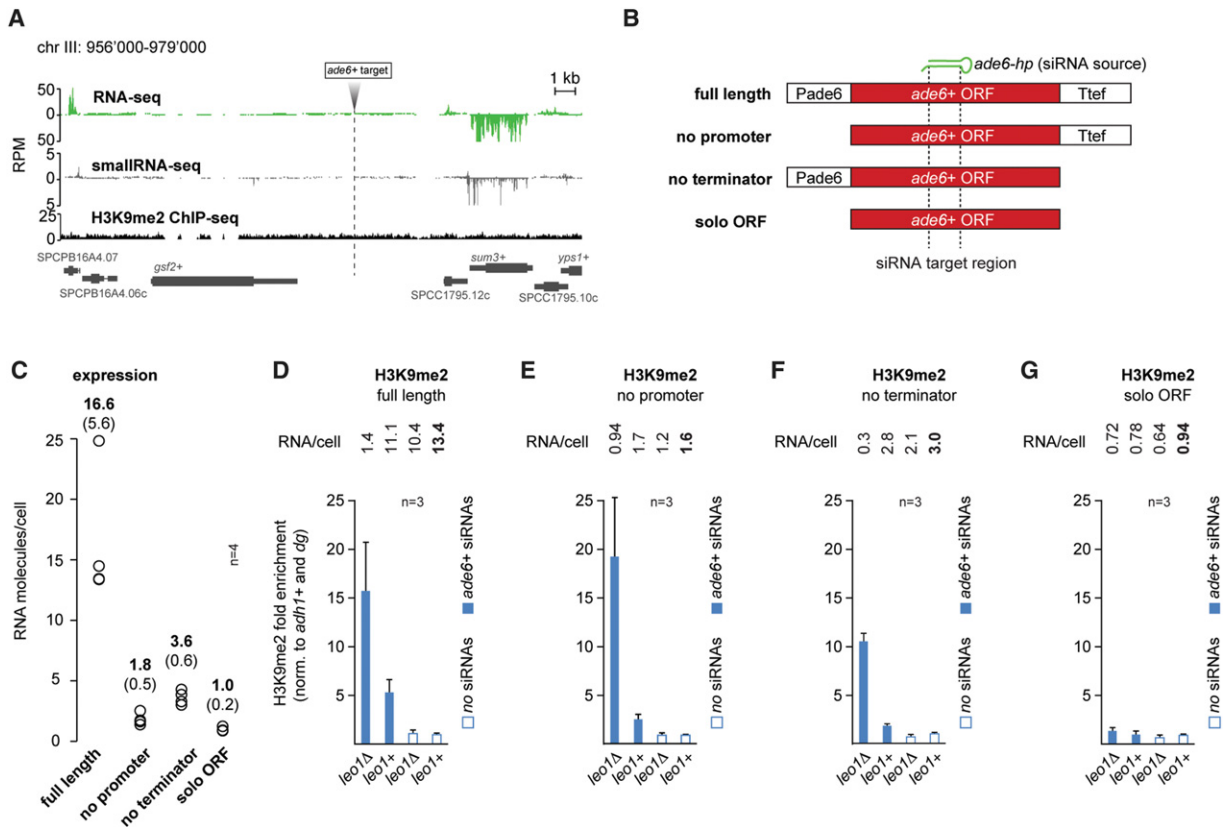 A
chr III: 956'000-979'000
ade6+ target
1 kb
50
RNA-seq
0
50
RPM
5
smallRNA-seq
0
5
25
H3K9me2 ChIP-seq
0
SPCPB16A4.07
gsf2+
sum3+
yps1+
SPCPB16A4.06c
SPCC1795.12c
SPCC1795.10c
B
ade6-hp (siRNA source)
full length
Pade6
ade6+ ORF
Ttef
no promoter
ade6+ ORF
Ttef
no terminator
Pade6
ade6+ ORF
solo ORF
ade6+ ORF
siRNA target region
C
expression
16.6
(5.6)
25
20
15
10
5
0
RNA molecules/cell
n=4
1.8
(0.5)
3.6
(0.6)
1.0
(0.2)
full length
no promoter
no terminator
solo ORF
D
H3K9me2
full length
RNA/cell
1.4
11.1
10.4
13.4
n=3
25
20
15
10
5
H3K9me2 fold enrichment
(norm. to adh1+ and dg)
no siRNAs
ade6+ siRNAs
leo1Δ
leo1+
leo1Δ
leo1+
E
H3K9me2
no promoter
RNA/cell
0.94
1.7
1.2
1.6
n=3
25
20
15
10
5
no siRNAs
ade6+ siRNAs
leo1Δ
leo1+
leo1Δ
leo1+
F
H3K9me2
no terminator
RNA/cell
0.3
2.8
2.1
3.0
n=3
25
20
15
10
5
no siRNAs
ade6+ siRNAs
leo1Δ
leo1+
leo1Δ
leo1+
G
H3K9me2
solo ORF
RNA/cell
0.72
0.78
0.64
0.94
n=3
25
20
15
10
5
no siRNAs
ade6+ siRNAs
leo1Δ
leo1+
leo1Δ
leo1+